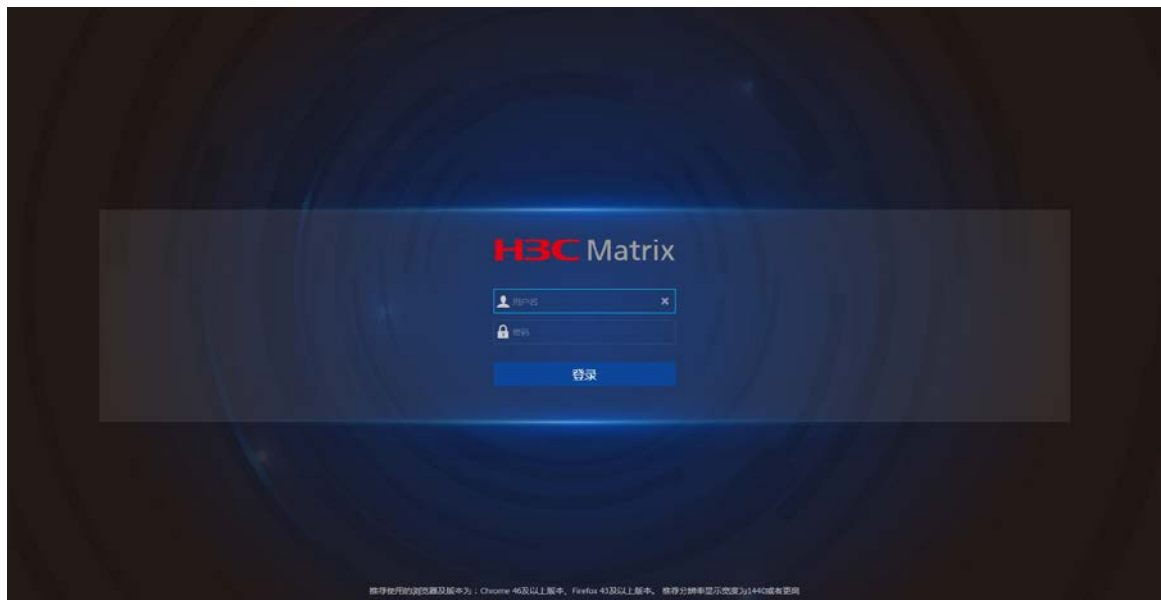 H3C Matrix
用户名
密码
登录
推荐使用的浏览器及版本为：Chrome 46及以上版本、Firefox 43及以上版本。 推荐分辨率显示宽度为1440或者更高